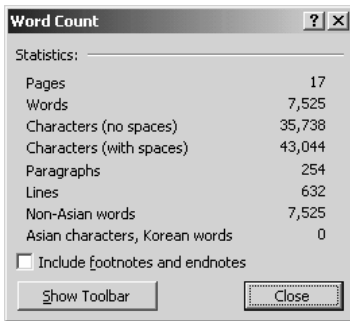 Word Count
Statistics:
Pages 17
Words 7,525
Characters (no spaces) 35,738
Characters (with spaces) 43,044
Paragraphs 254
Lines 632
Non-Asian words 7,525
Asian characters, Korean words 0
Include footnotes and endnotes
Show Toolbar Close